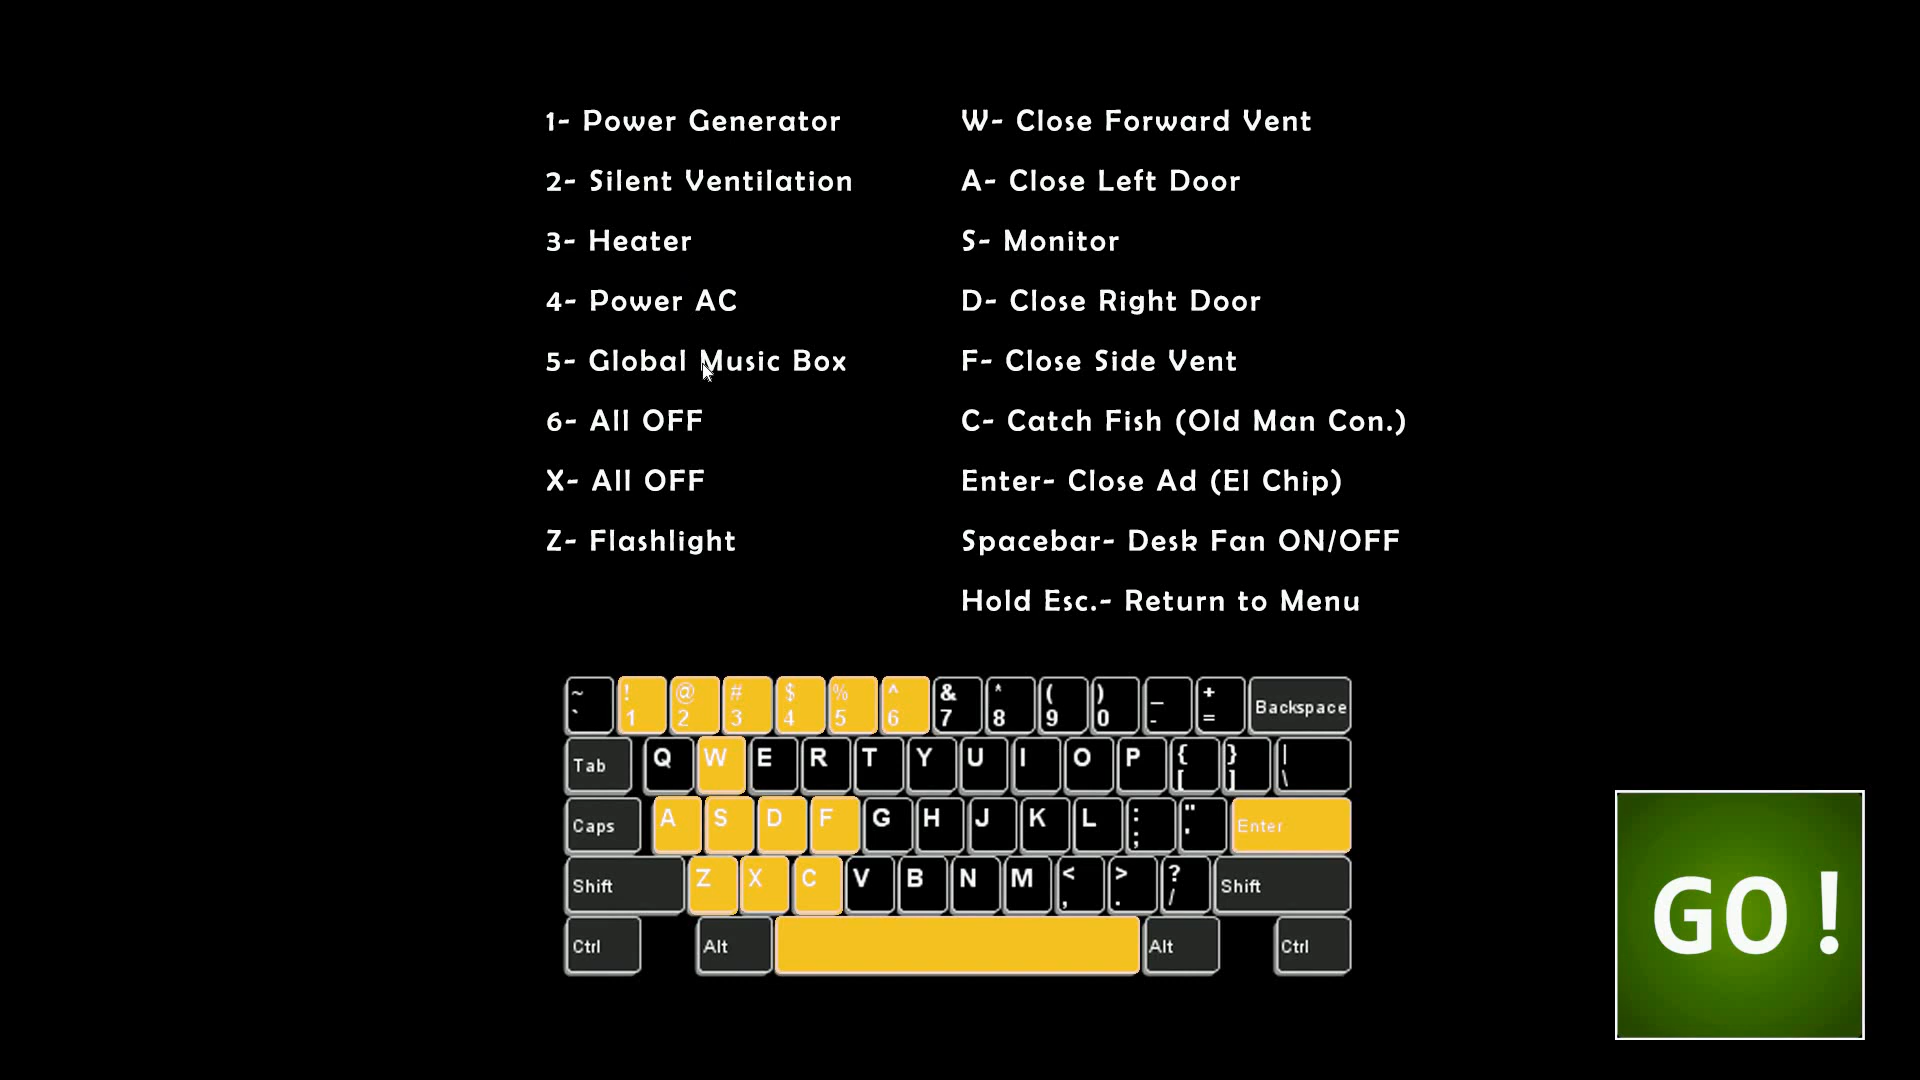 1- Power Generator
2- Silent Ventilation
3- Heater
4- Power AC
5- Global Music Box
6- All OFF
X- All OFF
Z- Flashlight
W- Close Forward Vent
A- Close Left Door
S- Monitor
D- Close Right Door
F- Close Side Vent
C- Catch Fish (Old Man Con.)
Enter- Close Ad (El Chip)
Spacebar- Desk Fan ON/OFF
Hold Esc.- Return to Menu
~ ! @ # $ % ^ & * ( ) _ +
` 1 2 3 4 5 6 7 8 9 0 - = Backspace
Tab Q W E R T Y U I O P { } |
[ ] \
Caps A S D F G H J K L : " Enter
; '
Shift Z X C V B N M < > ? Shift
, . /
Ctrl Alt Alt Ctrl
GO!